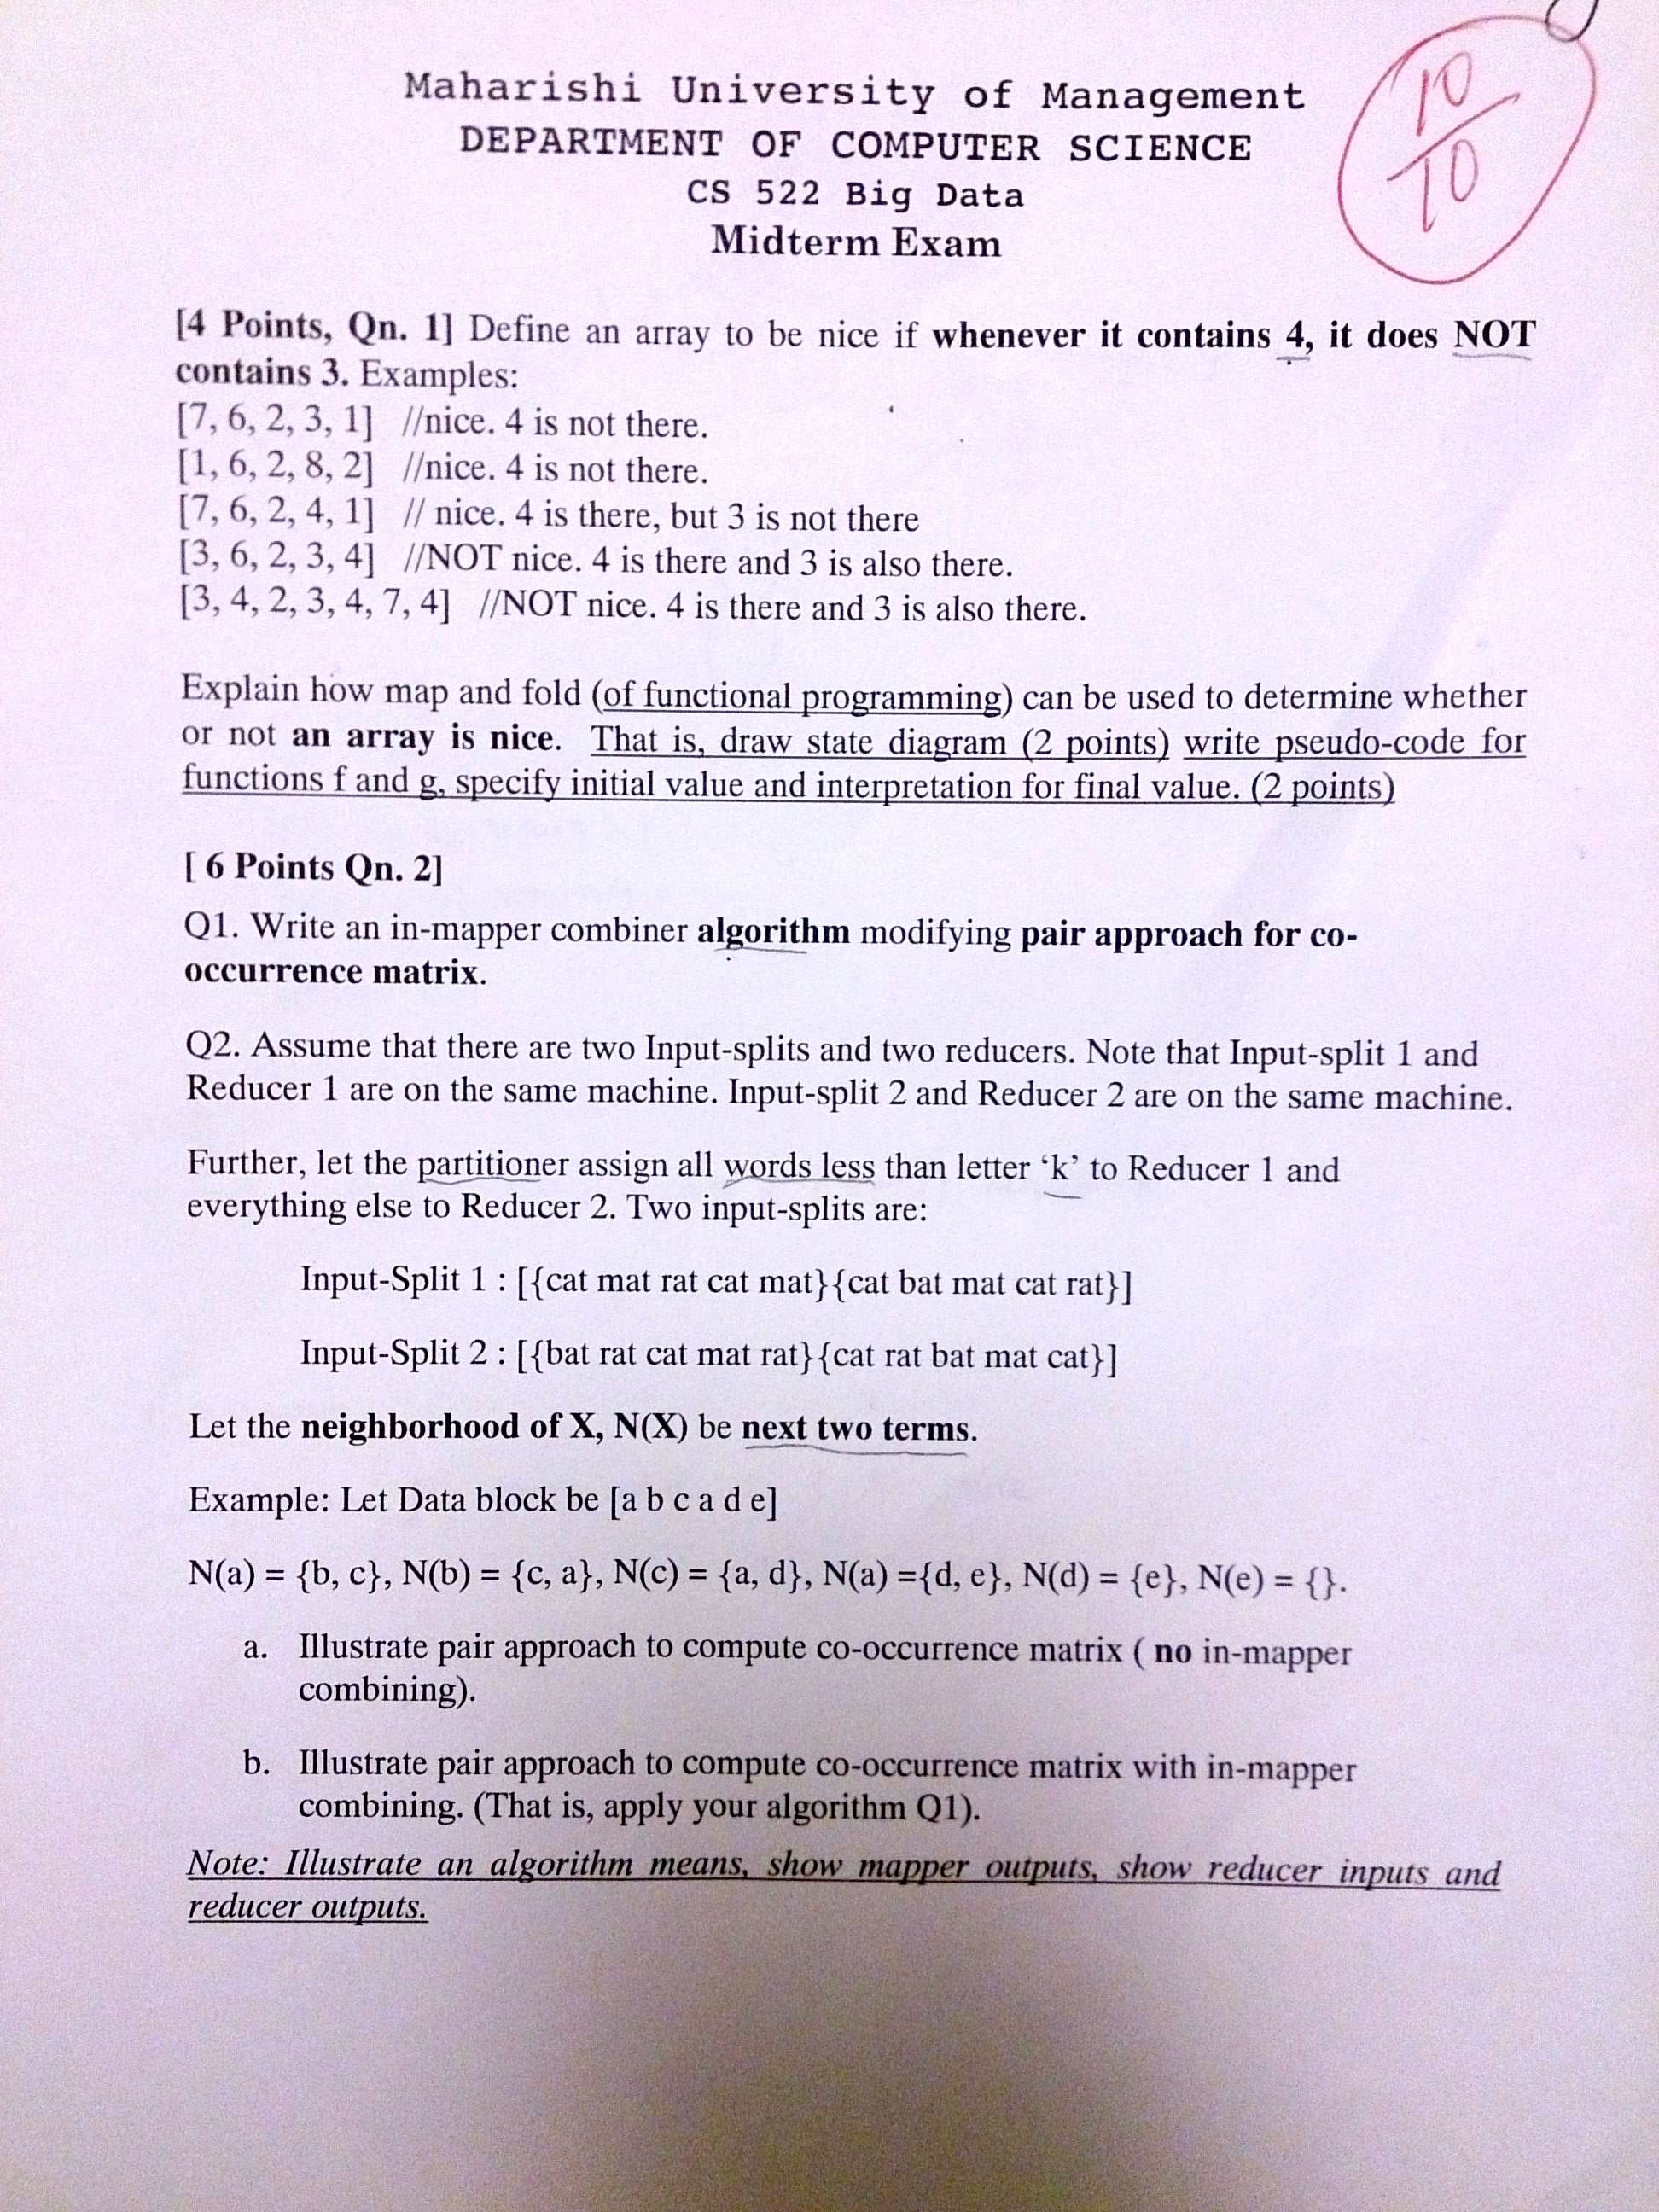 Maharishi University of Management
DEPARTMENT OF COMPUTER SCIENCE
CS 522 Big Data
Midterm Exam
10
10
[4 Points, Qn. 1] Define an array to be nice if whenever it contains 4, it does NOT
contains 3. Examples:
[7, 6, 2, 3, 1] //nice. 4 is not there.
[1, 6, 2, 8, 2] //nice. 4 is not there.
[7, 6, 2, 4, 1] // nice. 4 is there, but 3 is not there
[3, 6, 2, 3, 4] //NOT nice. 4 is there and 3 is also there.
[3, 4, 2, 3, 4, 7, 4] //NOT nice. 4 is there and 3 is also there.
Explain how map and fold (of functional programming) can be used to determine whether
or not an array is nice. That is, draw state diagram (2 points) write pseudo-code for
functions f and g, specify initial value and interpretation for final value. (2 points)
[ 6 Points Qn. 2]
Q1. Write an in-mapper combiner algorithm modifying pair approach for co-
occurrence matrix.
Q2. Assume that there are two Input-splits and two reducers. Note that Input-split 1 and
Reducer 1 are on the same machine. Input-split 2 and Reducer 2 are on the same machine.
Further, let the partitioner assign all words less than letter ‘k’ to Reducer 1 and
everything else to Reducer 2. Two input-splits are:
Input-Split 1 : [{cat mat rat cat mat}{cat bat mat cat rat}]
Input-Split 2 : [{bat rat cat mat rat}{cat rat bat mat cat}]
Let the neighborhood of X, N(X) be next two terms.
Example: Let Data block be [a b c a d e]
N(a) = {b, c}, N(b) = {c, a}, N(c) = {a, d}, N(a) ={d, e}, N(d) = {e}, N(e) = {}.
a. Illustrate pair approach to compute co-occurrence matrix ( no in-mapper
combining).
b. Illustrate pair approach to compute co-occurrence matrix with in-mapper
combining. (That is, apply your algorithm Q1).
Note: Illustrate an algorithm means, show mapper outputs, show reducer inputs and
reducer outputs.